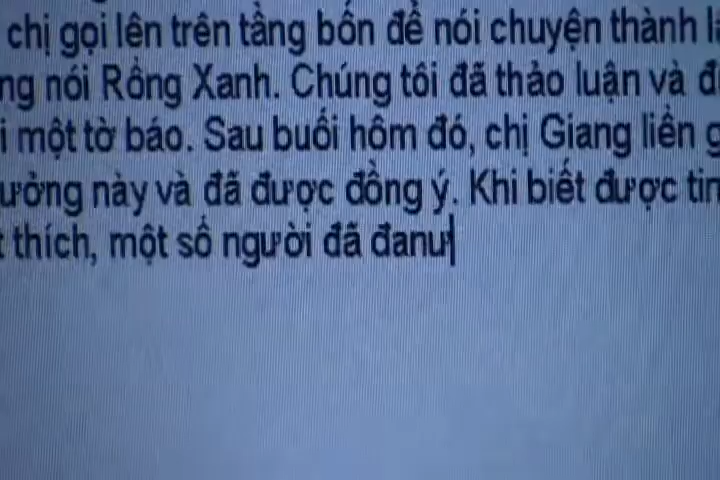 chị gọi lên trên tầng bốn để nói chuyện thành
ng nói Rồng Xanh. Chúng tôi đã thảo luận và
i một tờ báo. Sau buổi hôm đó, chị Giang liền g
ưởng này và đã được đồng ý. Khi biết được tin
t thích, một số người đã đanu